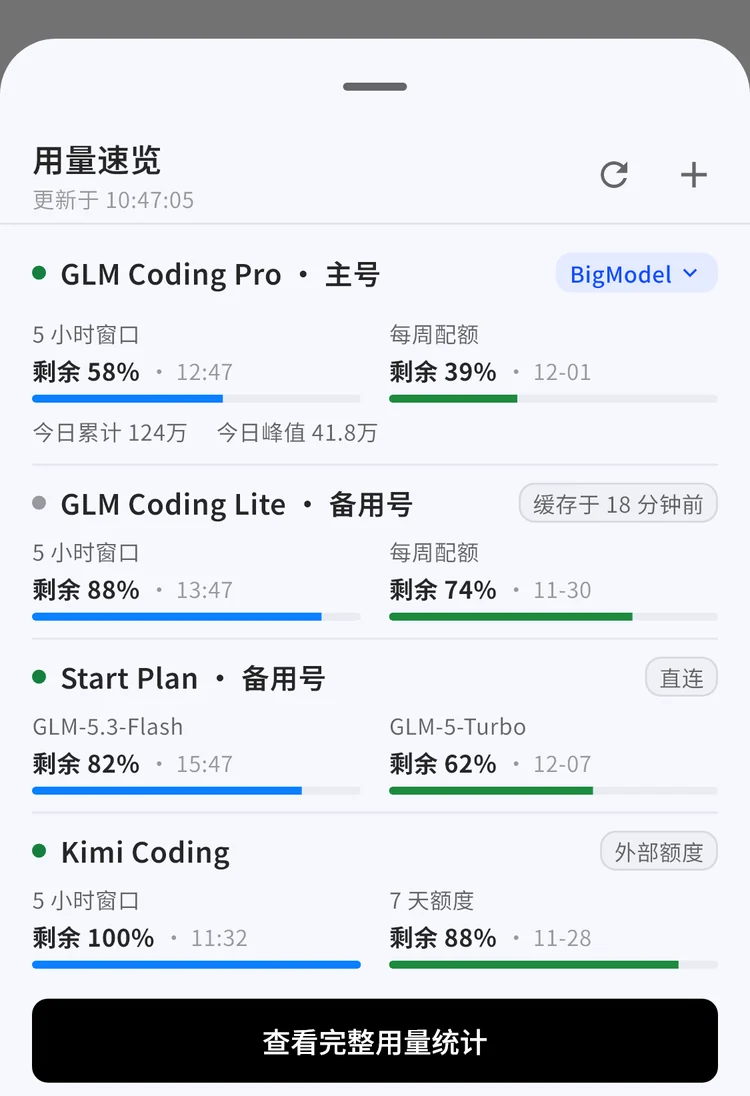 用量速览
更新于 10:47:05
GLM Coding Pro · 主号 BigModel
5 小时窗口 每周配额
剩余 58% · 12:47 剩余 39% · 12-01
今日累计 124万 今日峰值 41.8万
GLM Coding Lite · 备用号 缓存于 18 分钟前
5 小时窗口 每周配额
剩余 88% · 13:47 剩余 74% · 11-30
Start Plan · 备用号 直连
GLM-5.3-Flash GLM-5-Turbo
剩余 82% · 15:47 剩余 62% · 12-07
Kimi Coding 外部额度
5 小时窗口 7 天额度
剩余 100% · 11:32 剩余 88% · 11-28
查看完整用量统计